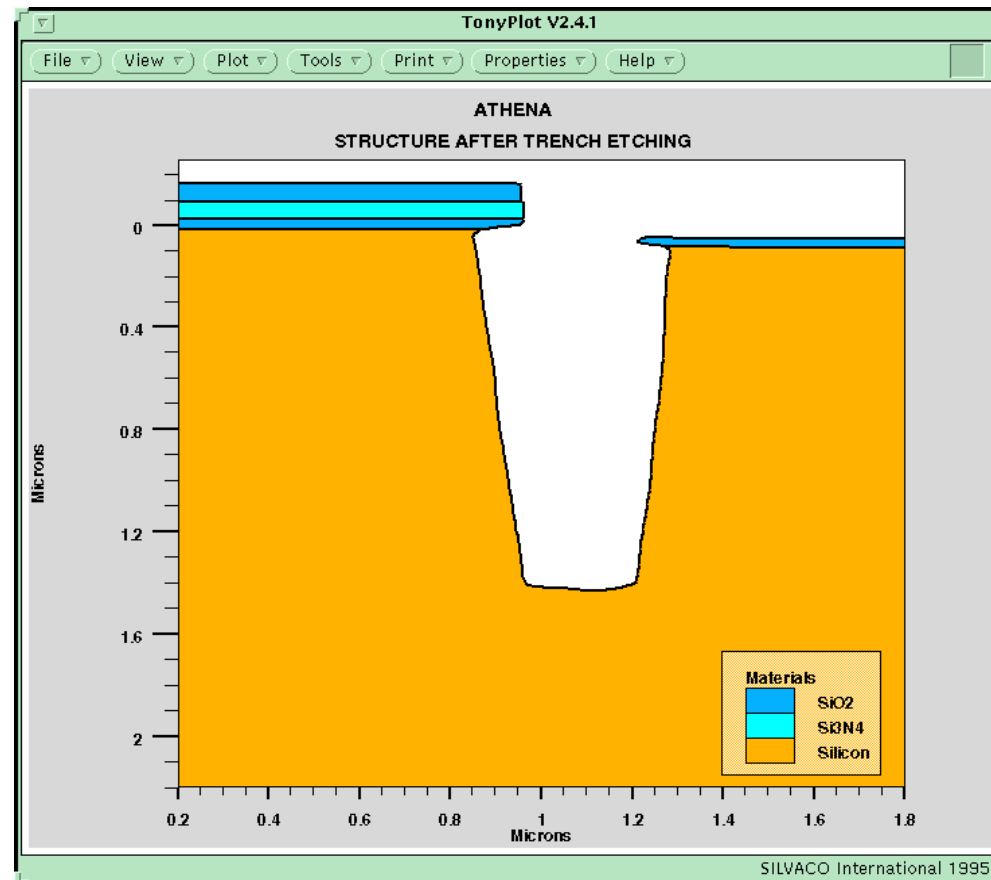 TonyPlot V2.4.1
File View Plot Tools Print Properties Help
ATHENA
STRUCTURE AFTER TRENCH ETCHING
0
0.4
0.8
1.2
1.6
2
Microns
Materials
SiO2
Si3N4
Silicon
0.2 0.4 0.6 0.8 1 1.2 1.4 1.6 1.8
Microns
SILVACO International 1995